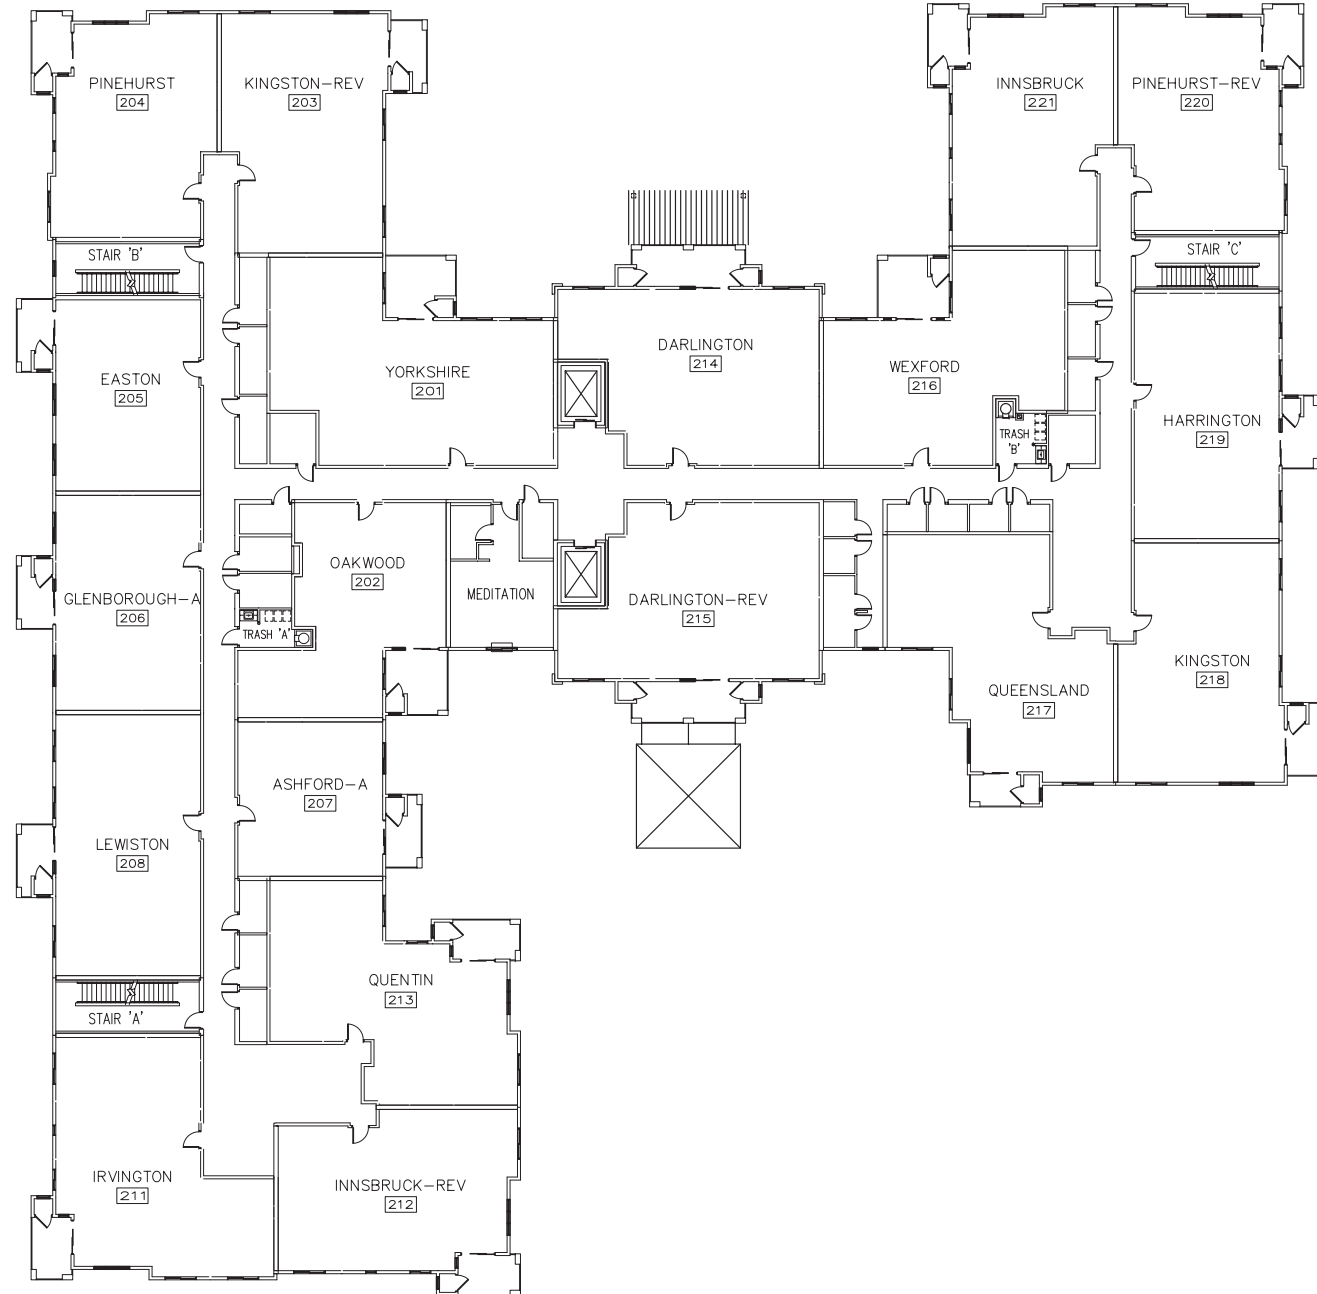 PINEHURST
204
KINGSTON-REV
203
INNSBRUCK
221
PINEHURST-REV
220
STAIR 'B'
STAIR 'C'
EASTON
205
YORKSHIRE
201
DARLINGTON
214
WEXFORD
216
TRASH
'B'
HARRINGTON
219
GLENBOROUGH-A
206
OAKWOOD
202
MEDITATION
TRASH 'A'
DARLINGTON-REV
215
QUEENSLAND
217
KINGSTON
218
ASHFORD-A
207
LEWISTON
208
QUENTIN
213
STAIR 'A'
IRVINGTON
211
INNSBRUCK-REV
212